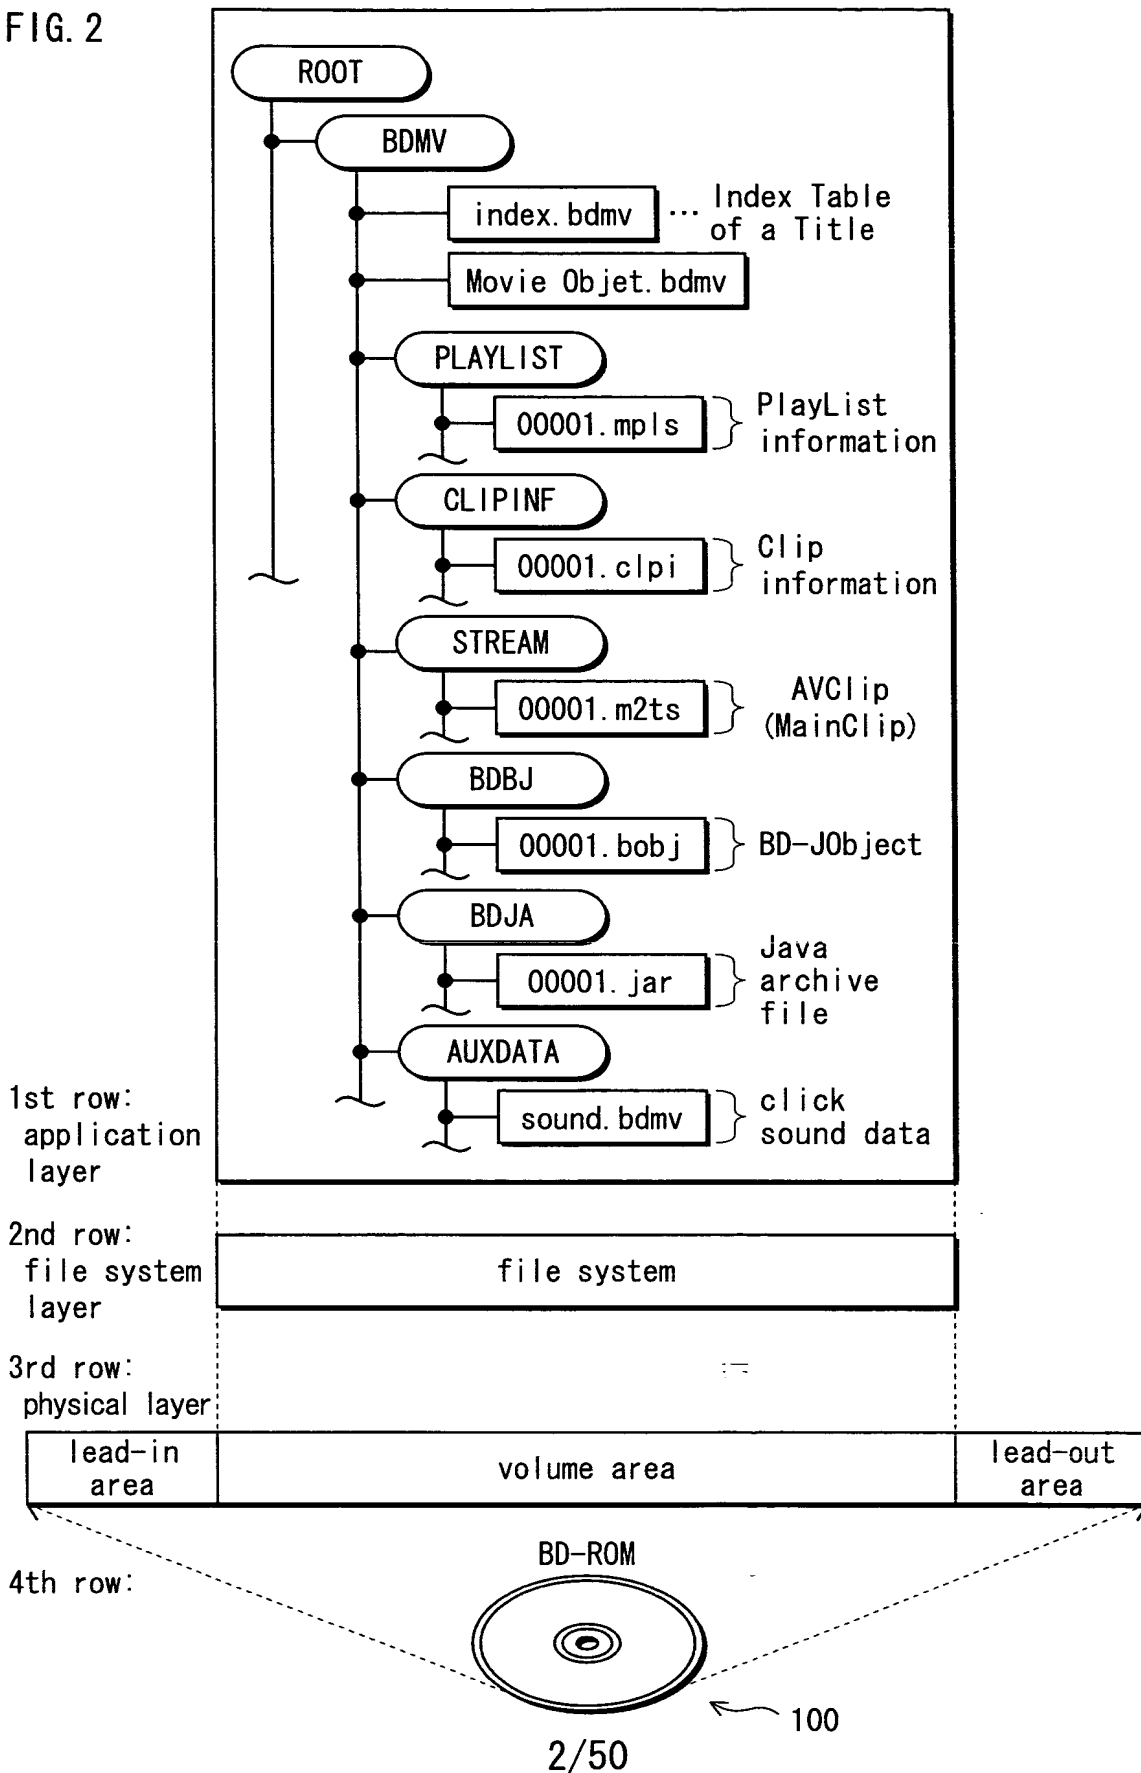 FIG. 2
ROOT
BDMV
index.bdmv ... Index Table
of a Title
Movie Objet.bdmv
PLAYLIST
00001.mpls PlayList
information
CLIPINF
00001.clpi Clip
information
STREAM
00001.m2ts AVClip
(MainClip)
BDBJ
00001.bobj BD-JObject
BDJA
00001.jar Java
archive
file
AUXDATA
sound.bdmv click
sound data
1st row:
application
layer
2nd row:
file system
layer
file system
3rd row:
physical layer
lead-in
area
volume area
lead-out
area
BD-ROM
4th row:
100
2/50